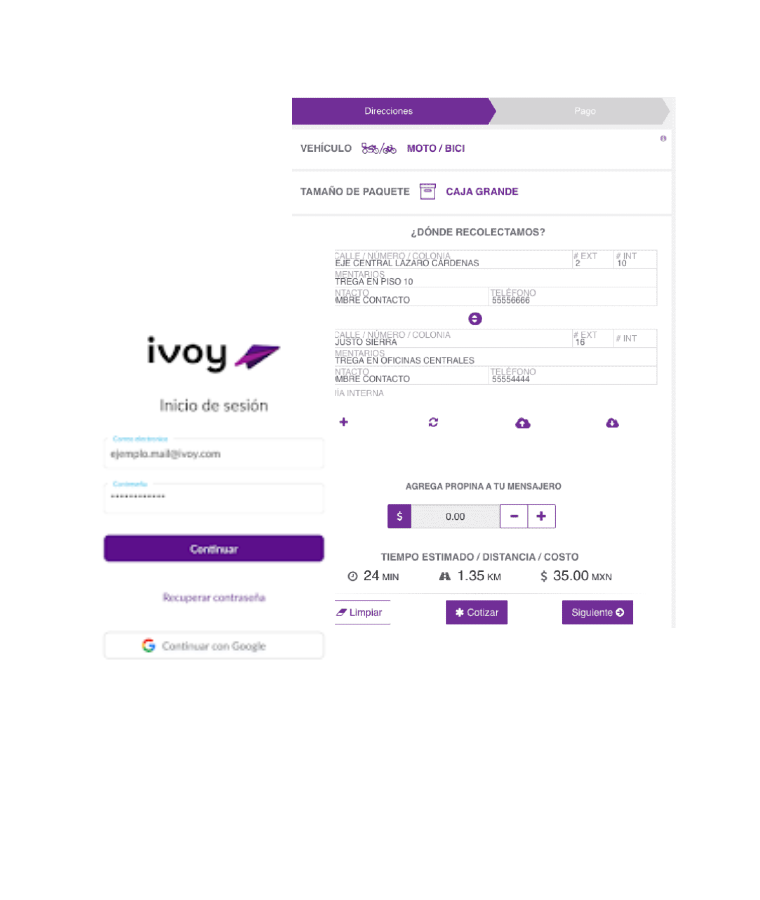 ivoy
Inicio de sesión
Correo electrónico
ejemplo.mail@ivoy.com
Contraseña
••••••••••••
Continuar
Recuperar contraseña
Continuar con Google
Direcciones
Pago
VEHÍCULO MOTO / BICI
TAMAÑO DE PAQUETE CAJA GRANDE
¿DÓNDE RECOLECTAMOS?
CALLE / NÚMERO / COLONIA # EXT # INT
EJE CENTRAL LÁZARO CÁRDENAS 2 10
MENTARIOS
TREGA EN PISO 10
NTACTO TELÉFONO
MBRE CONTACTO 55556666
CALLE / NÚMERO / COLONIA # EXT # INT
JUSTO SIERRA 16
MENTARIOS
TREGA EN OFICINAS CENTRALES
NTACTO TELÉFONO
MBRE CONTACTO 55554444
ÍA INTERNA
AGREGA PROPINA A TU MENSAJERO
$ 0.00 - +
TIEMPO ESTIMADO / DISTANCIA / COSTO
24 MIN 1.35 KM $ 35.00 MXN
Limpiar Cotizar Siguiente